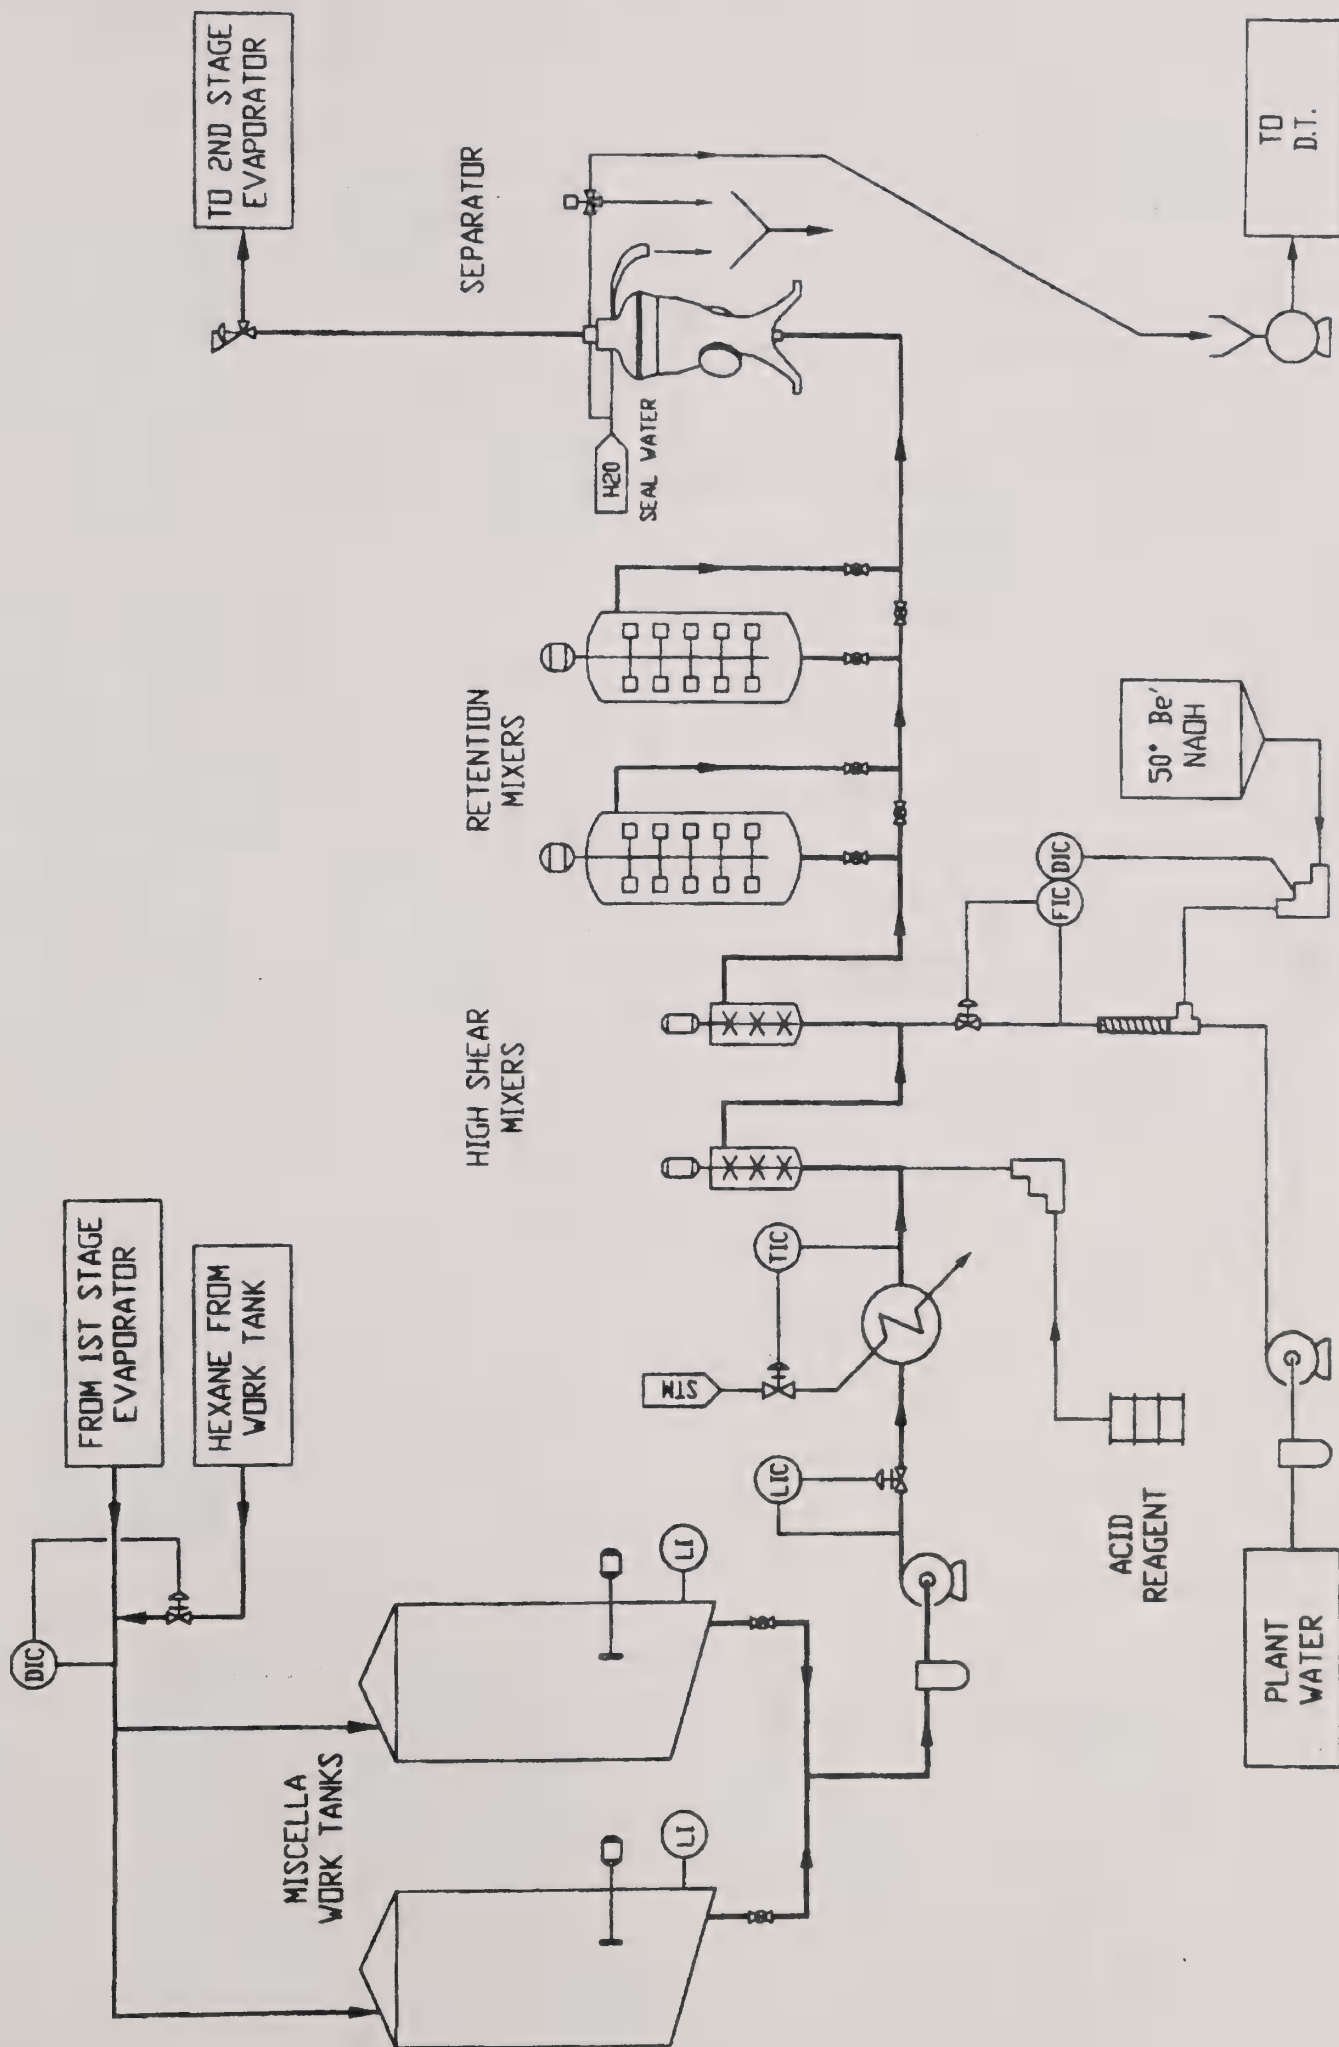 FROM 1ST STAGE
EVAPORATOR
HEXANE FROM
WORK TANK
DIC
MISCELLA
WORK TANKS
LI
LI
LIC
STM
TIC
ACID
REAGENT
PLANT
WATER
HIGH SHEAR
MIXERS
FIC
DIC
50° Be'
NAOH
RETENTION
MIXERS
H2O
SEAL WATER
SEPARATOR
TO 2ND STAGE
EVAPORATOR
TO
D.T.